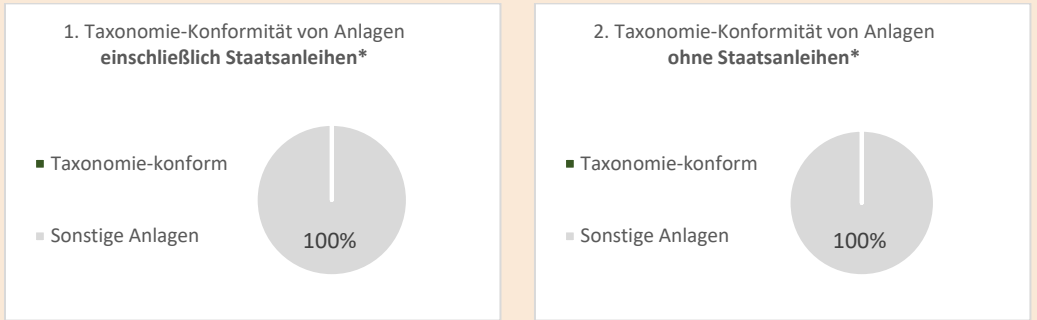 1. Taxonomie-Konformität von Anlagen
einschließlich Staatsanleihen*
Taxonomie-konform
Sonstige Anlagen
100%
2. Taxonomie-Konformität von Anlagen
ohne Staatsanleihen*
Taxonomie-konform
Sonstige Anlagen
100%